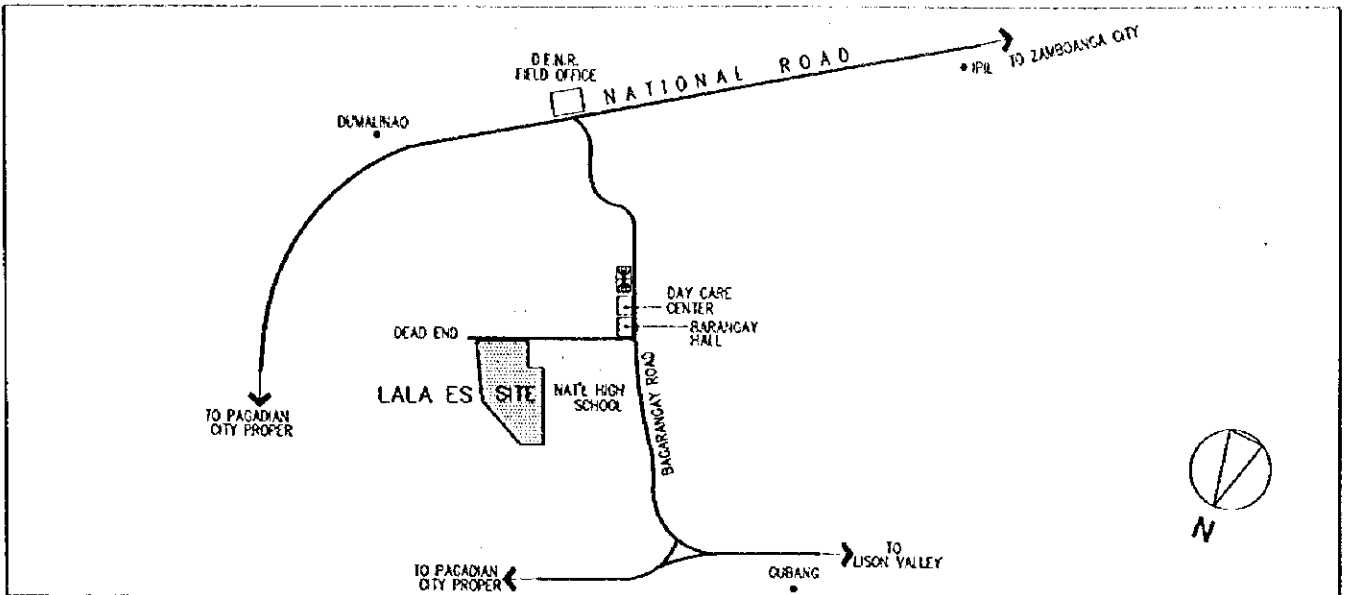 D.E.N.R.
FIELD OFFICE
NATIONAL ROAD
IPIL
TO ZAMBOANGA CITY
DUMALINAO
DAY CARE
CENTER
BARANGAY
HALL
DEAD END
LALA ES SITE
NAT'L HIGH
SCHOOL
BAGARANGAY ROAD
TO PAGADIAN
CITY PROPER
N
TO PAGADIAN
CITY PROPER
TO
LISON VALLEY
GUBANG